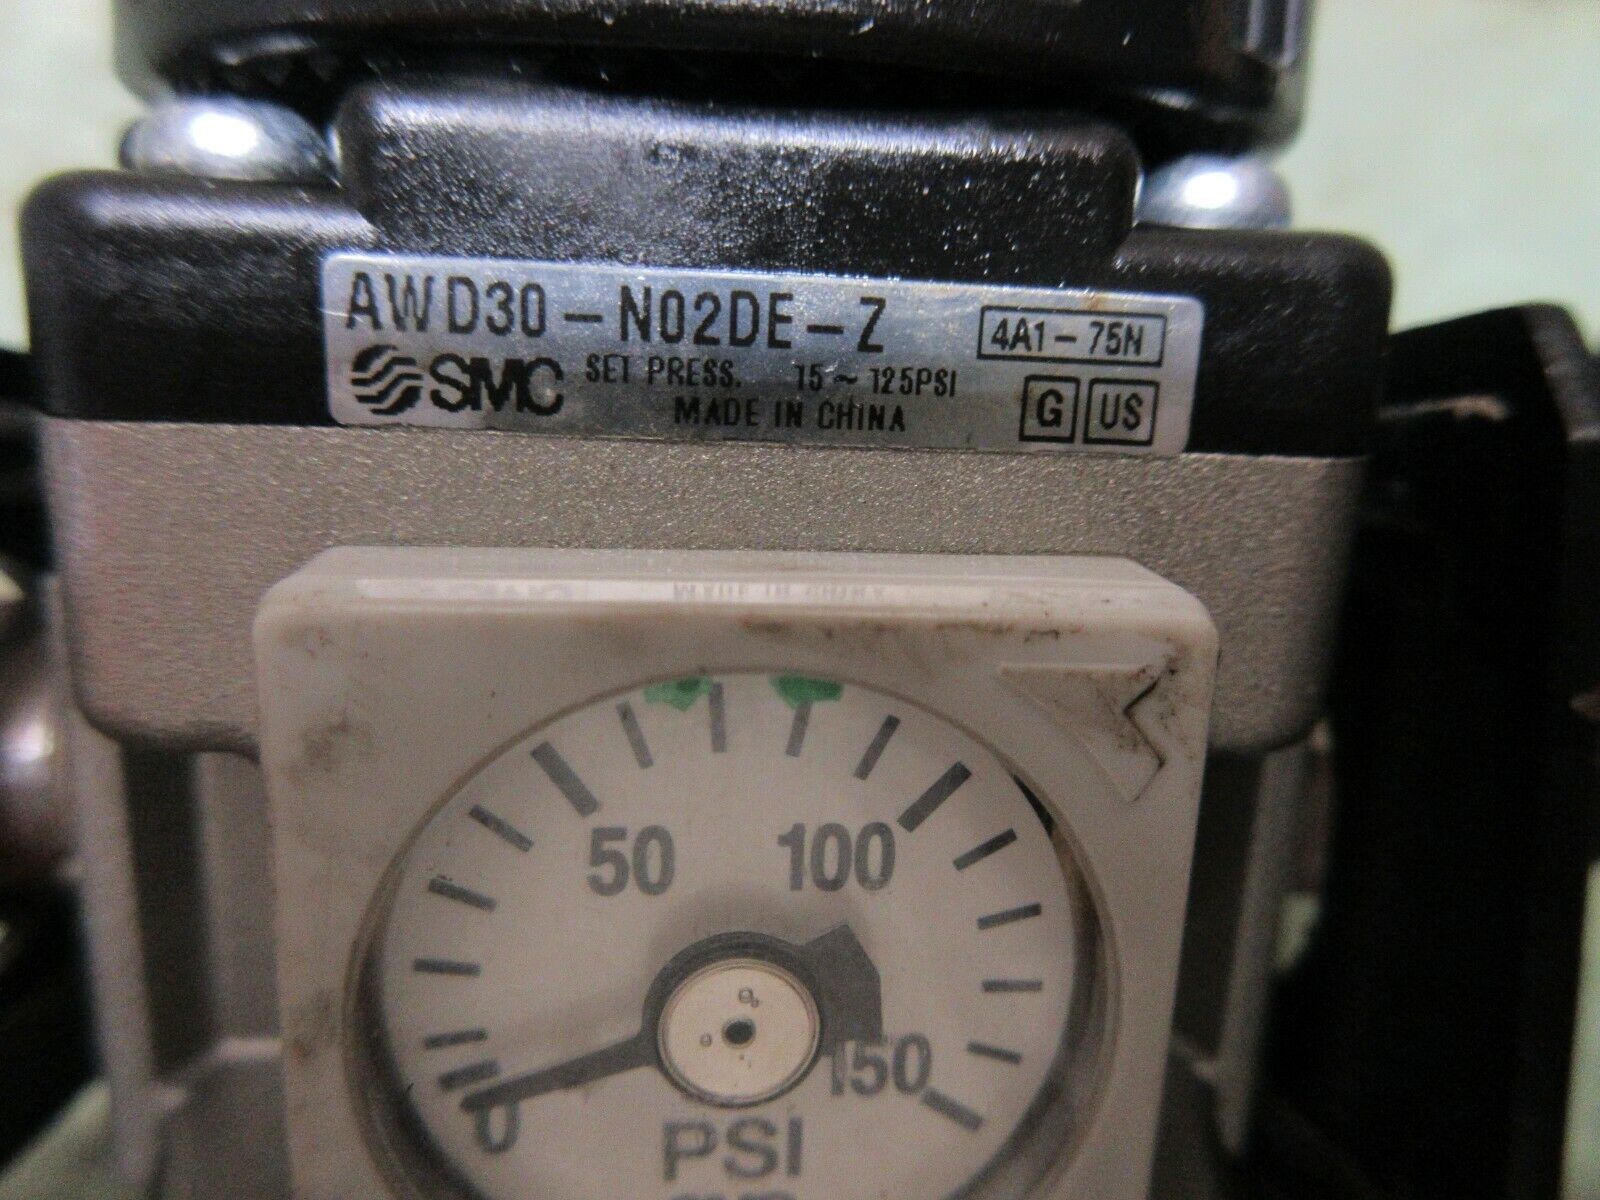 AWD30-N02DE-Z
4A1-75N
SMC
SET PRESS. 15~125PSI
MADE IN CHINA
G US
50 100
0 150
PSI